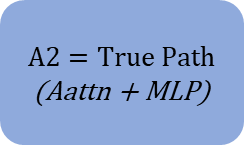 A2 = True Path
(Aattn + MLP)